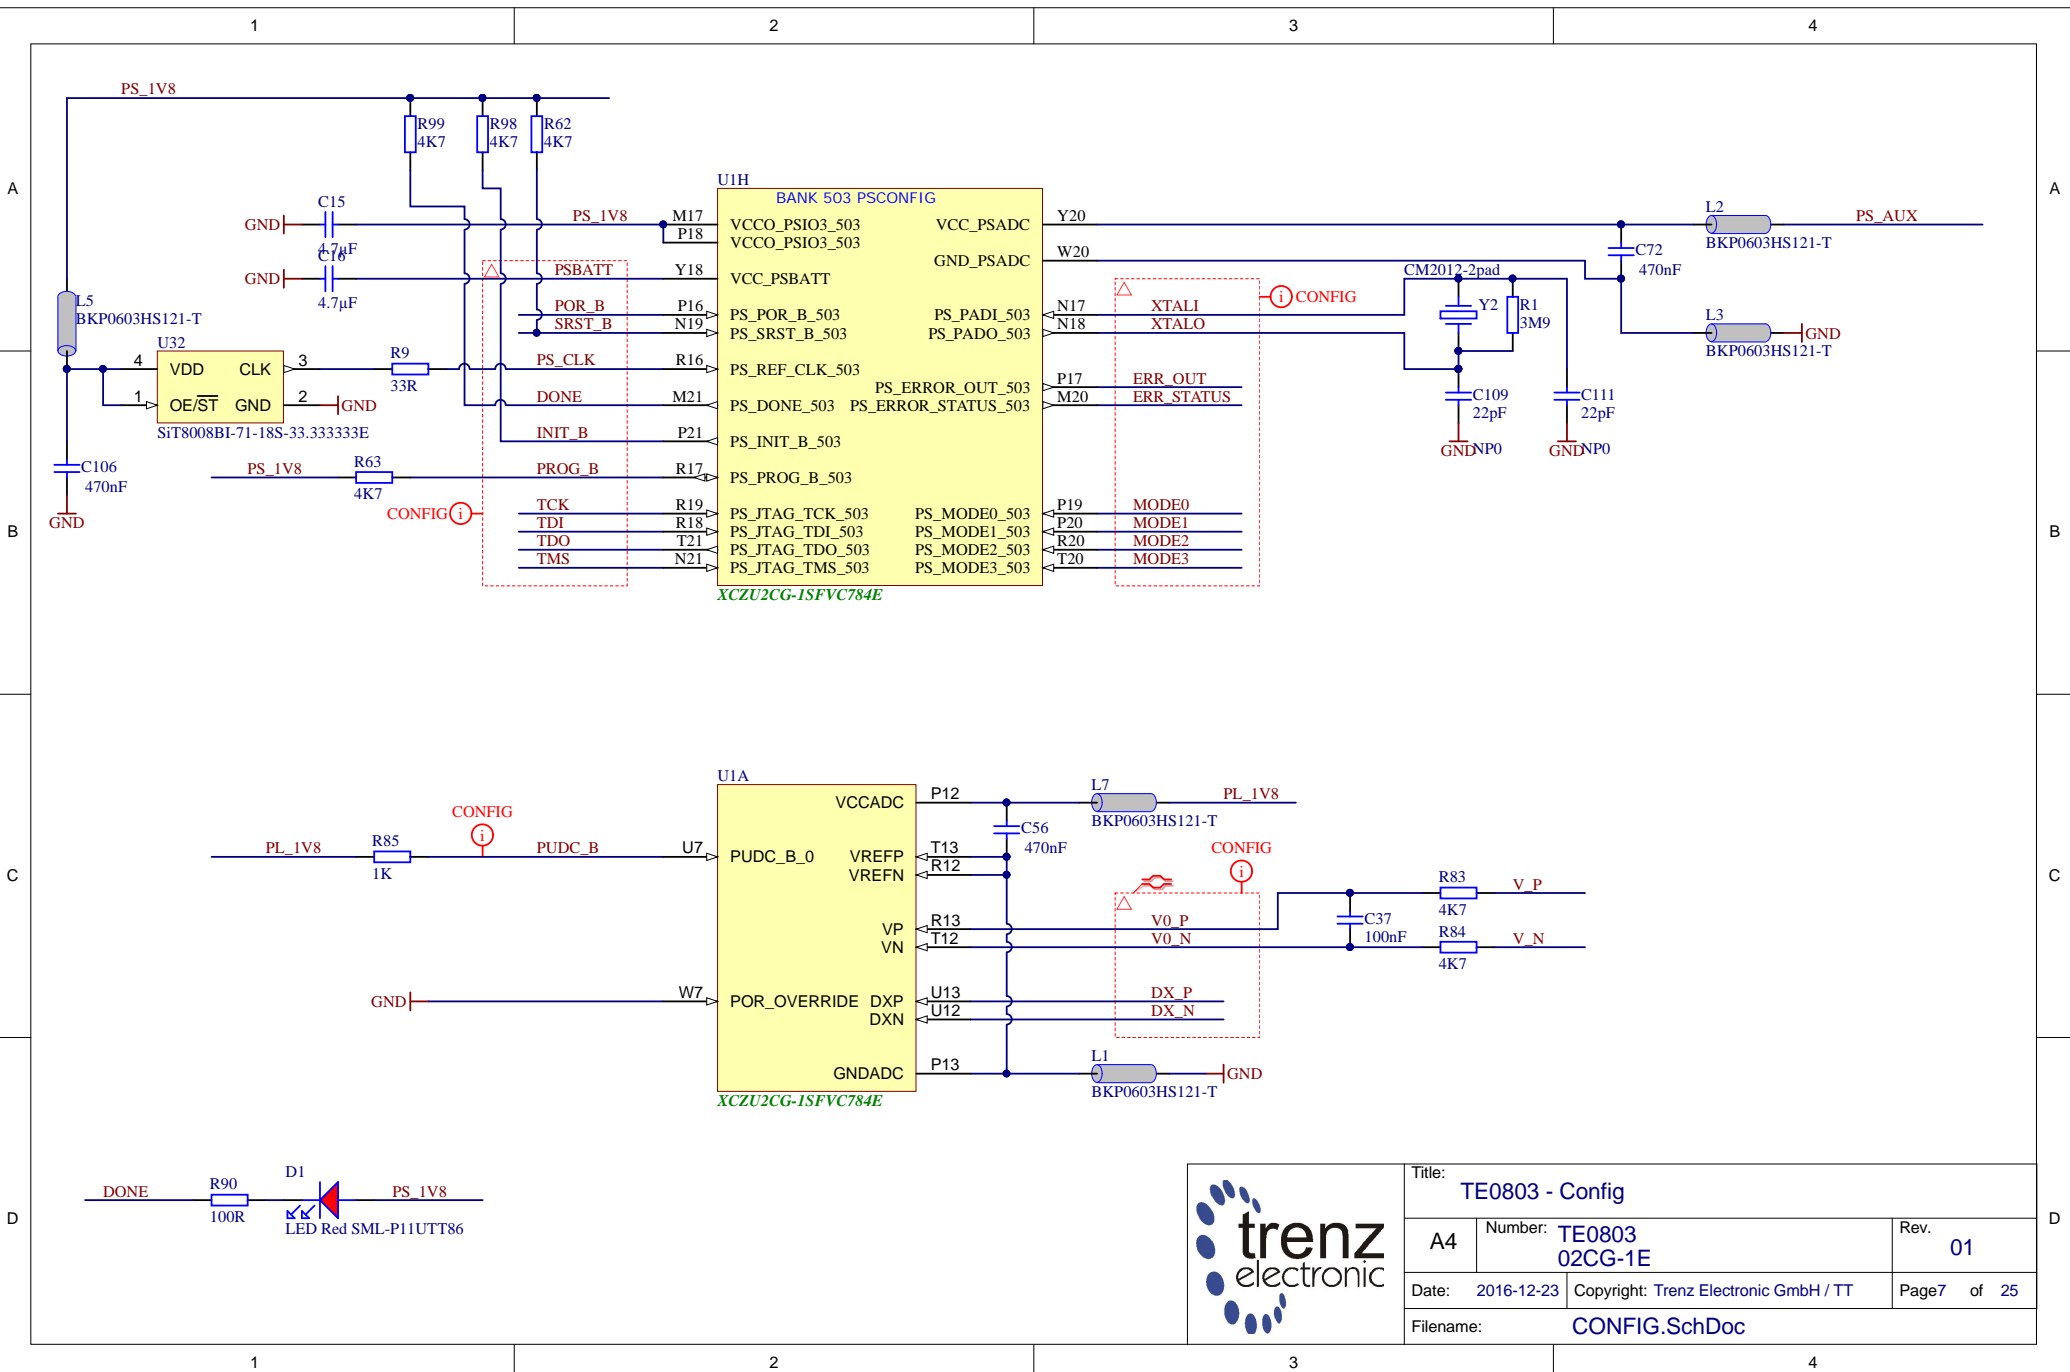 1 2 3 4
PS_1V8
R99 R98 R62
4K7 4K7 4K7
A A
U1H
BANK 503 PSCONFIG
C15
GND PS_1V8 M17 VCCO_PSIO3_503 VCC_PSADC Y20 L2 PS_AUX
4.7µF P18 VCCO_PSIO3_503 BKP0603HS121-T
C16 GND_PSADC W20 C72
470nF
GND PSBATT Y18 VCC_PSBATT CM2012-2pad
4.7µF
L5 CONFIG
BKP0603HS121-T POR_B P16 PS_POR_B_503 PS_PADI_503 N17 XTALI Y2 R1
SRST_B N19 PS_SRST_B_503 PS_PADO_503 N18 XTALO 3M9 L3 GND
BKP0603HS121-T
U32
4 VDD CLK 3 R9 PS_CLK R16 PS_REF_CLK_503
33R PS_ERROR_OUT_503 P17 ERR_OUT
1 OE/ST GND 2 GND DONE M21 PS_DONE_503 PS_ERROR_STATUS_503 M20 ERR_STATUS C109 C111
22pF 22pF
SiT8008BI-71-18S-33.333333E INIT_B P21 PS_INIT_B_503 GND NP0 GND NP0
C106 PS_1V8 R63 PROG_B R17 PS_PROG_B_503
470nF 4K7
GND CONFIG i
TCK R19 PS_JTAG_TCK_503 PS_MODE0_503 P19 MODE0
B TDI R18 PS_JTAG_TDI_503 PS_MODE1_503 P20 MODE1 B
TDO T21 PS_JTAG_TDO_503 PS_MODE2_503 R20 MODE2
TMS N21 PS_JTAG_TMS_503 PS_MODE3_503 T20 MODE3
XCZU2CG-1SFVC784E
U1A
VCCADC P12 L7 PL_1V8
CONFIG BKP0603HS121-T
i C56
470nF
PL_1V8 R85 PUDC_B U7 PUDC_B_0 VREFP T13 CONFIG
1K VREFN R12 i
C C
R83 V_P
4K7
VP R13 V0_P C37
VN T12 V0_N 100nF R84 V_N
4K7
GND W7 POR_OVERRIDE DXP U13 DX_P
DXN U12 DX_N
GNDADC P13 L1 GND
BKP0603HS121-T
XCZU2CG-1SFVC784E
D1
DONE R90 PS_1V8
100R LED Red SML-P11UTT86
D D
trenz
electronic
Title:
TE0803 - Config
A4 Number: TE0803 Rev. 01
02CG-1E
Date: 2016-12-23 Copyright: Trenz Electronic GmbH / TT Page7 of 25
Filename: CONFIG.SchDoc
1 2 3 4